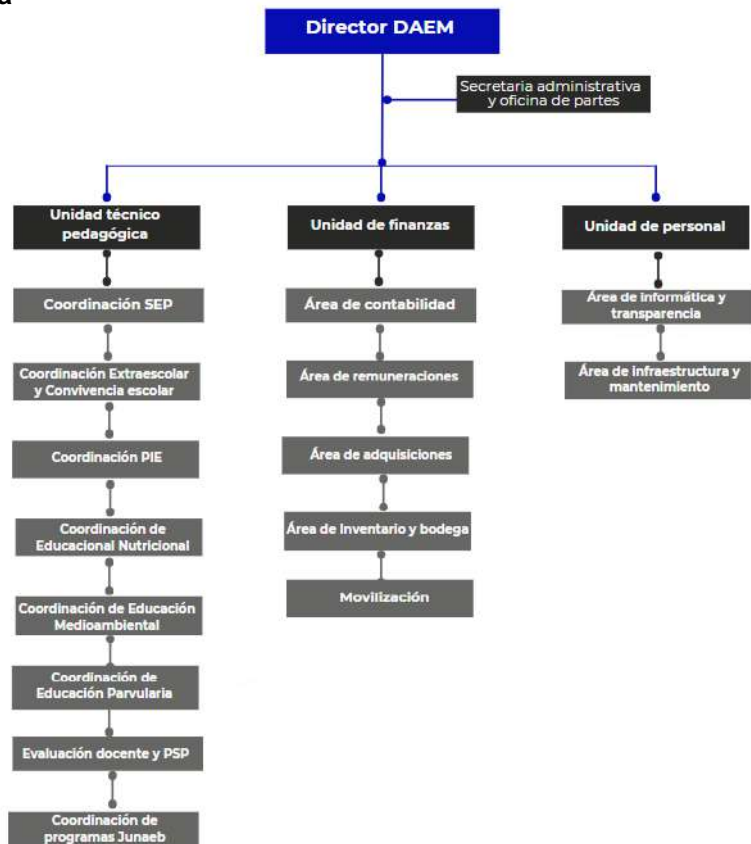 a
Director DAEM
Secretaria administrativa
y oficina de partes
Unidad técnico
pedagógica
Unidad de finanzas
Unidad de personal
Coordinación SEP
Área de contabilidad
Área de informática y
transparencia
Coordinación Extraescolar
y Convivencia escolar
Área de remuneraciones
Área de infraestructura y
mantenimiento
Coordinación PIE
Área de adquisiciones
Coordinación de
Educacional Nutricional
Área de Inventario y bodega
Coordinación de Educación
Medioambiental
Movilización
Coordinación de
Educación Parvularia
Evaluación docente y PSP
Coordinación de
programas Junaeb